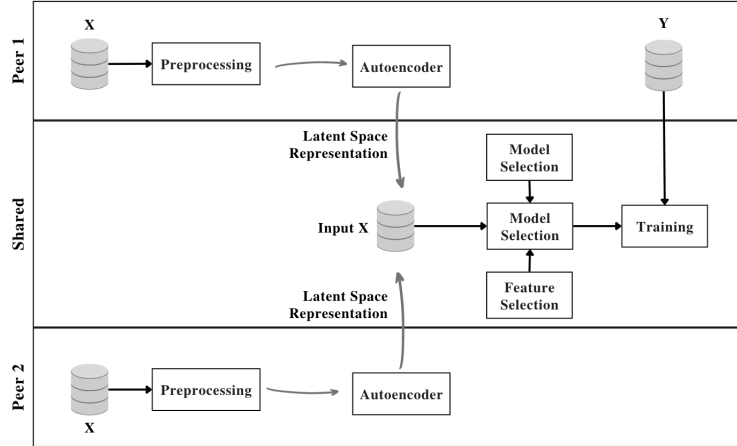 Peer 1
X
Preprocessing
Autoencoder
Y
Shared
Latent Space
Representation
Model
Selection
Input X
Model
Selection
Training
Feature
Selection
Latent Space
Representation
Peer 2
Preprocessing
Autoencoder
X